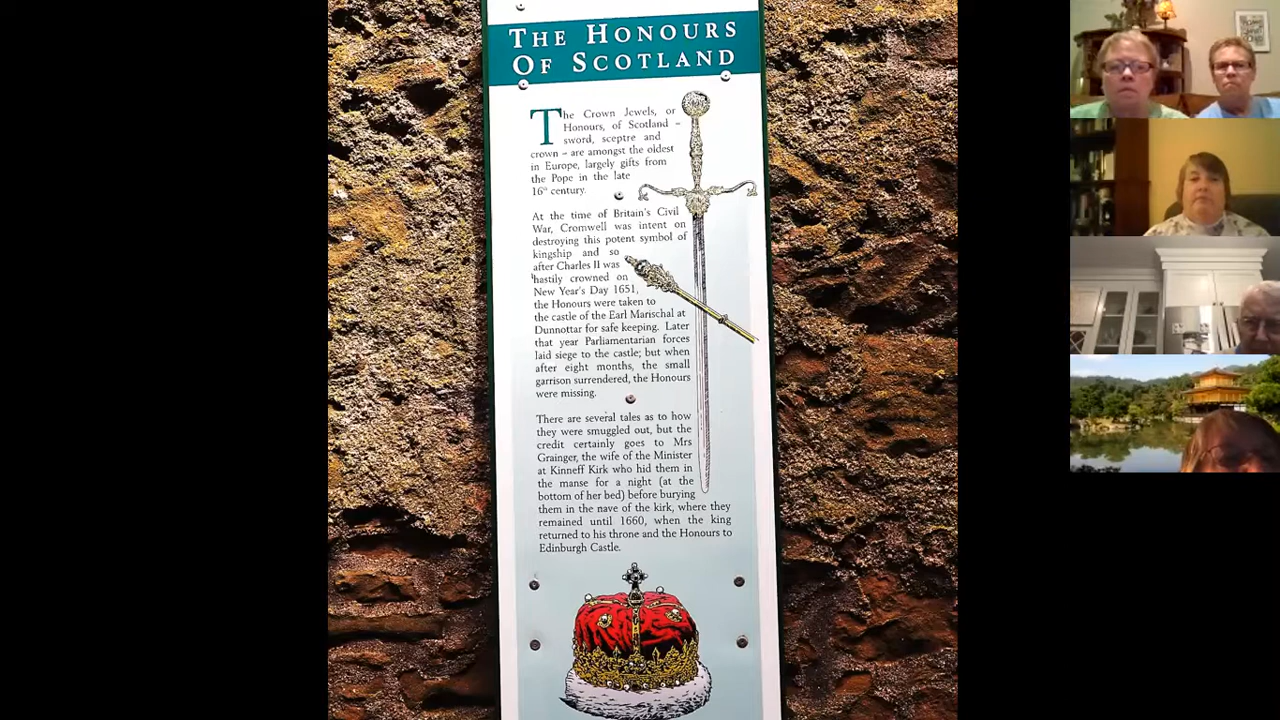 THE HONOURS
OF SCOTLAND
The Crown Jewels, or
Honours, of Scotland –
sword, sceptre and
crown – are amongst the oldest
in Europe, largely gifts from
the Pope in the late
16th century.
At the time of Britain's Civil
War, Cromwell was intent on
destroying this potent symbol of
kingship and so
after Charles II was
hastily crowned on
New Year's Day 1651,
the Honours were taken to
the castle of the Earl Marischal at
Dunnottar for safe keeping. Later
that year Parliamentarian forces
laid siege to the castle; but when
after eight months, the small
garrison surrendered, the Honours
were missing.
There are several tales as to how
they were smuggled out, but the
credit certainly goes to Mrs
Grainger, the wife of the Minister
at Kinneff Kirk who hid them in
the manse for a night (at the
bottom of her bed) before burying
them in the nave of the kirk, where they
remained until 1660, when the king
returned to his throne and the Honours to
Edinburgh Castle.